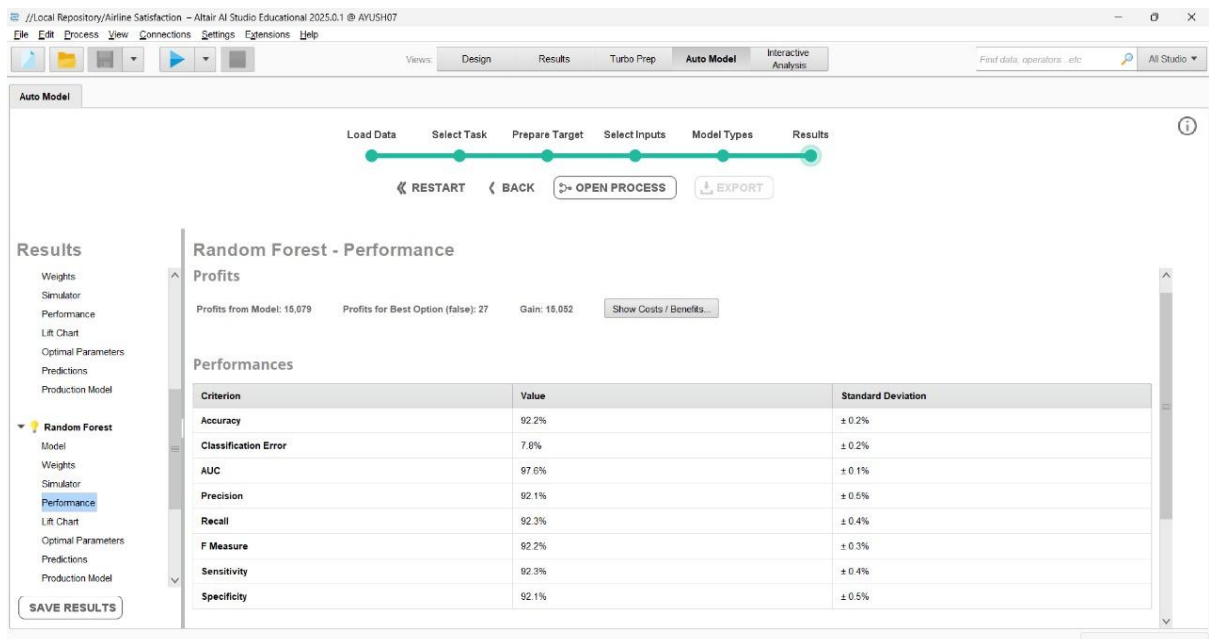 //Local Repository/Airline Satisfaction – Altair AI Studio Educational 2025.0.1 @ AYUSH07
File Edit Process View Connections Settings Extensions Help
Views: Design Results Turbo Prep Auto Model Interactive Analysis Find data, operators...etc All Studio
Auto Model
Load Data Select Task Prepare Target Select Inputs Model Types Results
RESTART BACK OPEN PROCESS EXPORT
Results
Weights
Simulator
Performance
Lift Chart
Optimal Parameters
Predictions
Production Model
Random Forest
Model
Weights
Simulator
Performance
Lift Chart
Optimal Parameters
Predictions
Production Model
SAVE RESULTS
Random Forest - Performance
Profits
Profits from Model: 15,079 Profits for Best Option (false): 27 Gain: 15,052 Show Costs / Benefits...
Performances
Criterion Value Standard Deviation
Accuracy 92.2% ± 0.2%
Classification Error 7.8% ± 0.2%
AUC 97.6% ± 0.1%
Precision 92.1% ± 0.5%
Recall 92.3% ± 0.4%
F Measure 92.2% ± 0.3%
Sensitivity 92.3% ± 0.4%
Specificity 92.1% ± 0.5%